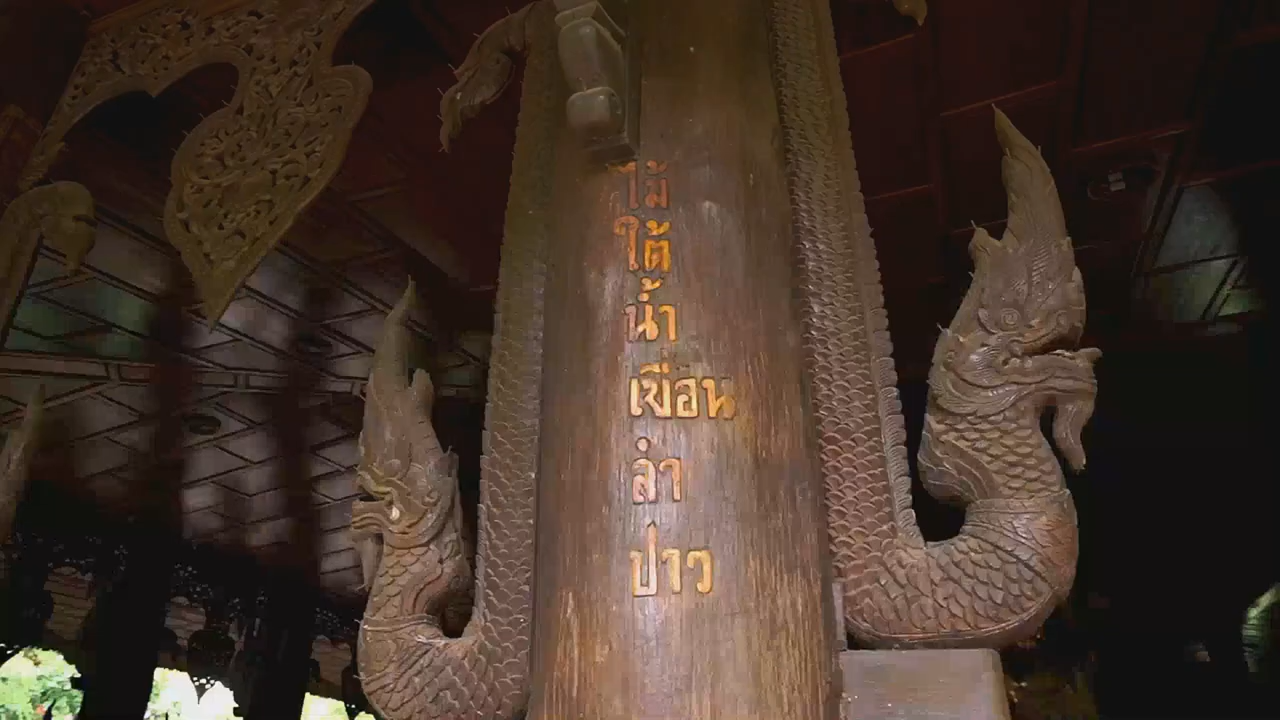 ไม้
ใต้
น้ำ
เขื่อน
ลำ
ปาว